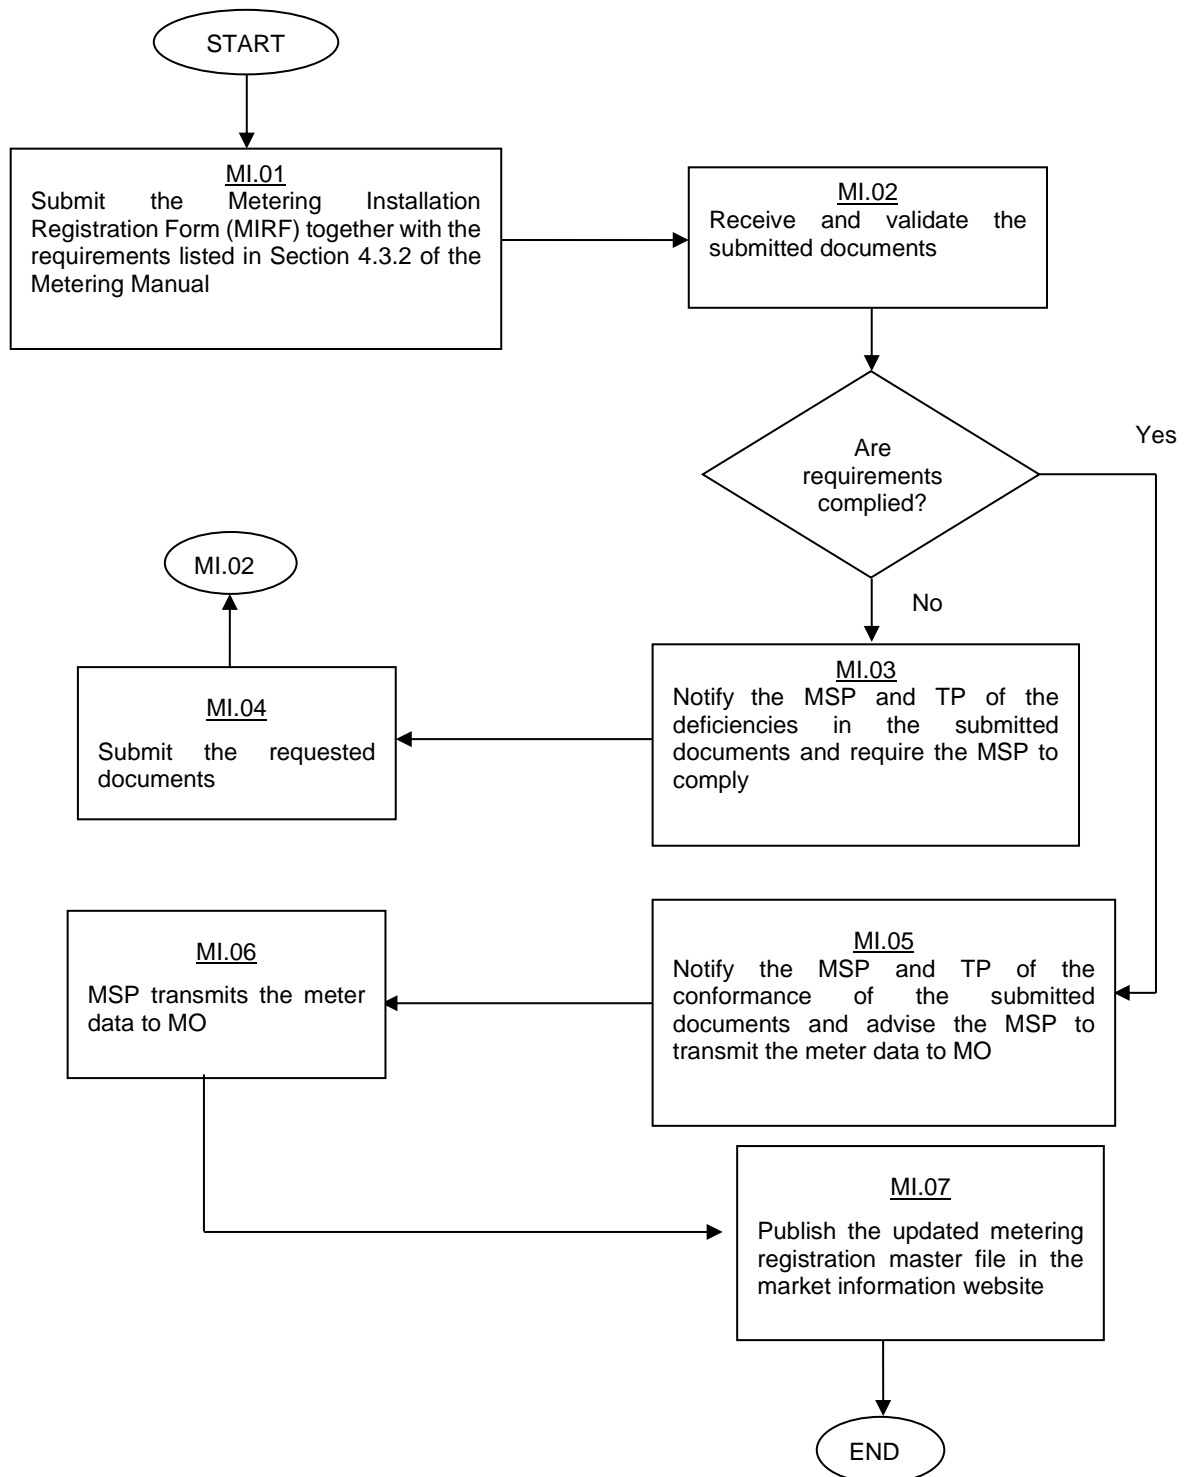 START
MI.01
Submit the Metering Installation
Registration Form (MIRF) together with the
requirements listed in Section 4.3.2 of the
Metering Manual
MI.02
Receive and validate the
submitted documents
Are
requirements
complied?
Yes
No
MI.02
MI.03
Notify the MSP and TP of the
deficiencies in the submitted
documents and require the MSP to
comply
MI.04
Submit the requested
documents
MI.05
Notify the MSP and TP of the
conformance of the submitted
documents and advise the MSP to
transmit the meter data to MO
MI.06
MSP transmits the meter
data to MO
MI.07
Publish the updated metering
registration master file in the
market information website
END